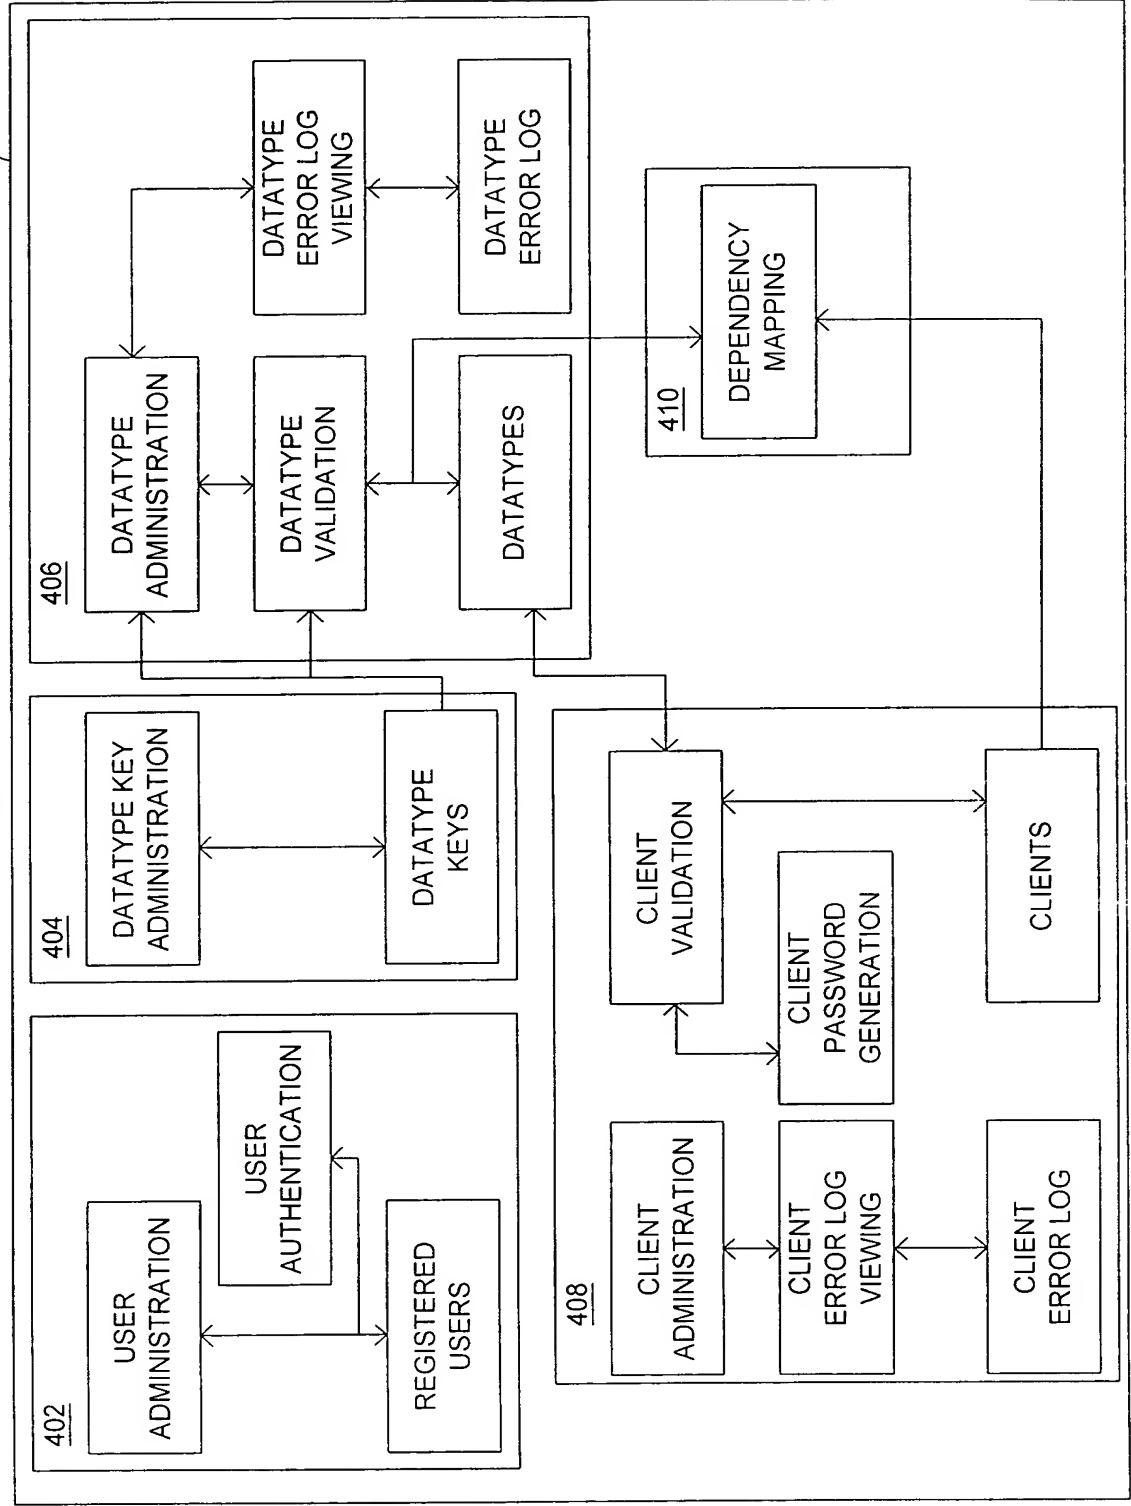 402
USER
ADMINISTRATION
USER
AUTHENTICATION
REGISTERED
USERS
404
DATATYPE KEY
ADMINISTRATION
DATATYPE
KEYS
406
DATATYPE
ADMINISTRATION
DATATYPE
VALIDATION
DATATYPES
DATATYPE
ERROR LOG
VIEWING
DATATYPE
ERROR LOG
408
CLIENT
ADMINISTRATION
CLIENT
ERROR LOG
VIEWING
CLIENT
ERROR LOG
CLIENT
VALIDATION
CLIENT
PASSWORD
GENERATION
CLIENTS
410
DEPENDENCY
MAPPING